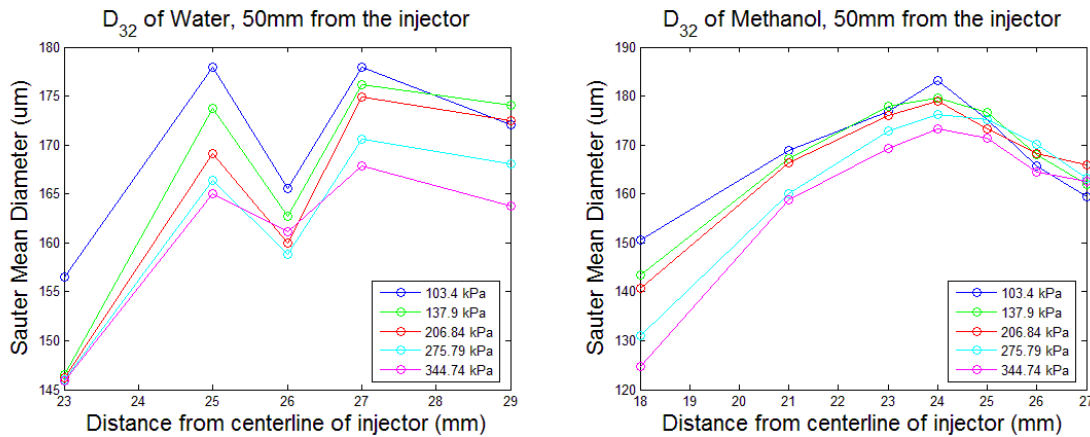 D32 of Water, 50mm from the injector
Sauter Mean Diameter (um)
180
175
170
165
160
155
150
145
23
24
25
26
27
28
29
Distance from centerline of injector (mm)
103.4 kPa
137.9 kPa
206.84 kPa
275.79 kPa
344.74 kPa
D32 of Methanol, 50mm from the injector
Sauter Mean Diameter (um)
190
180
170
160
150
140
130
120
18
19
20
21
22
23
24
25
26
27
Distance from centerline of injector (mm)
103.4 kPa
137.9 kPa
206.84 kPa
275.79 kPa
344.74 kPa